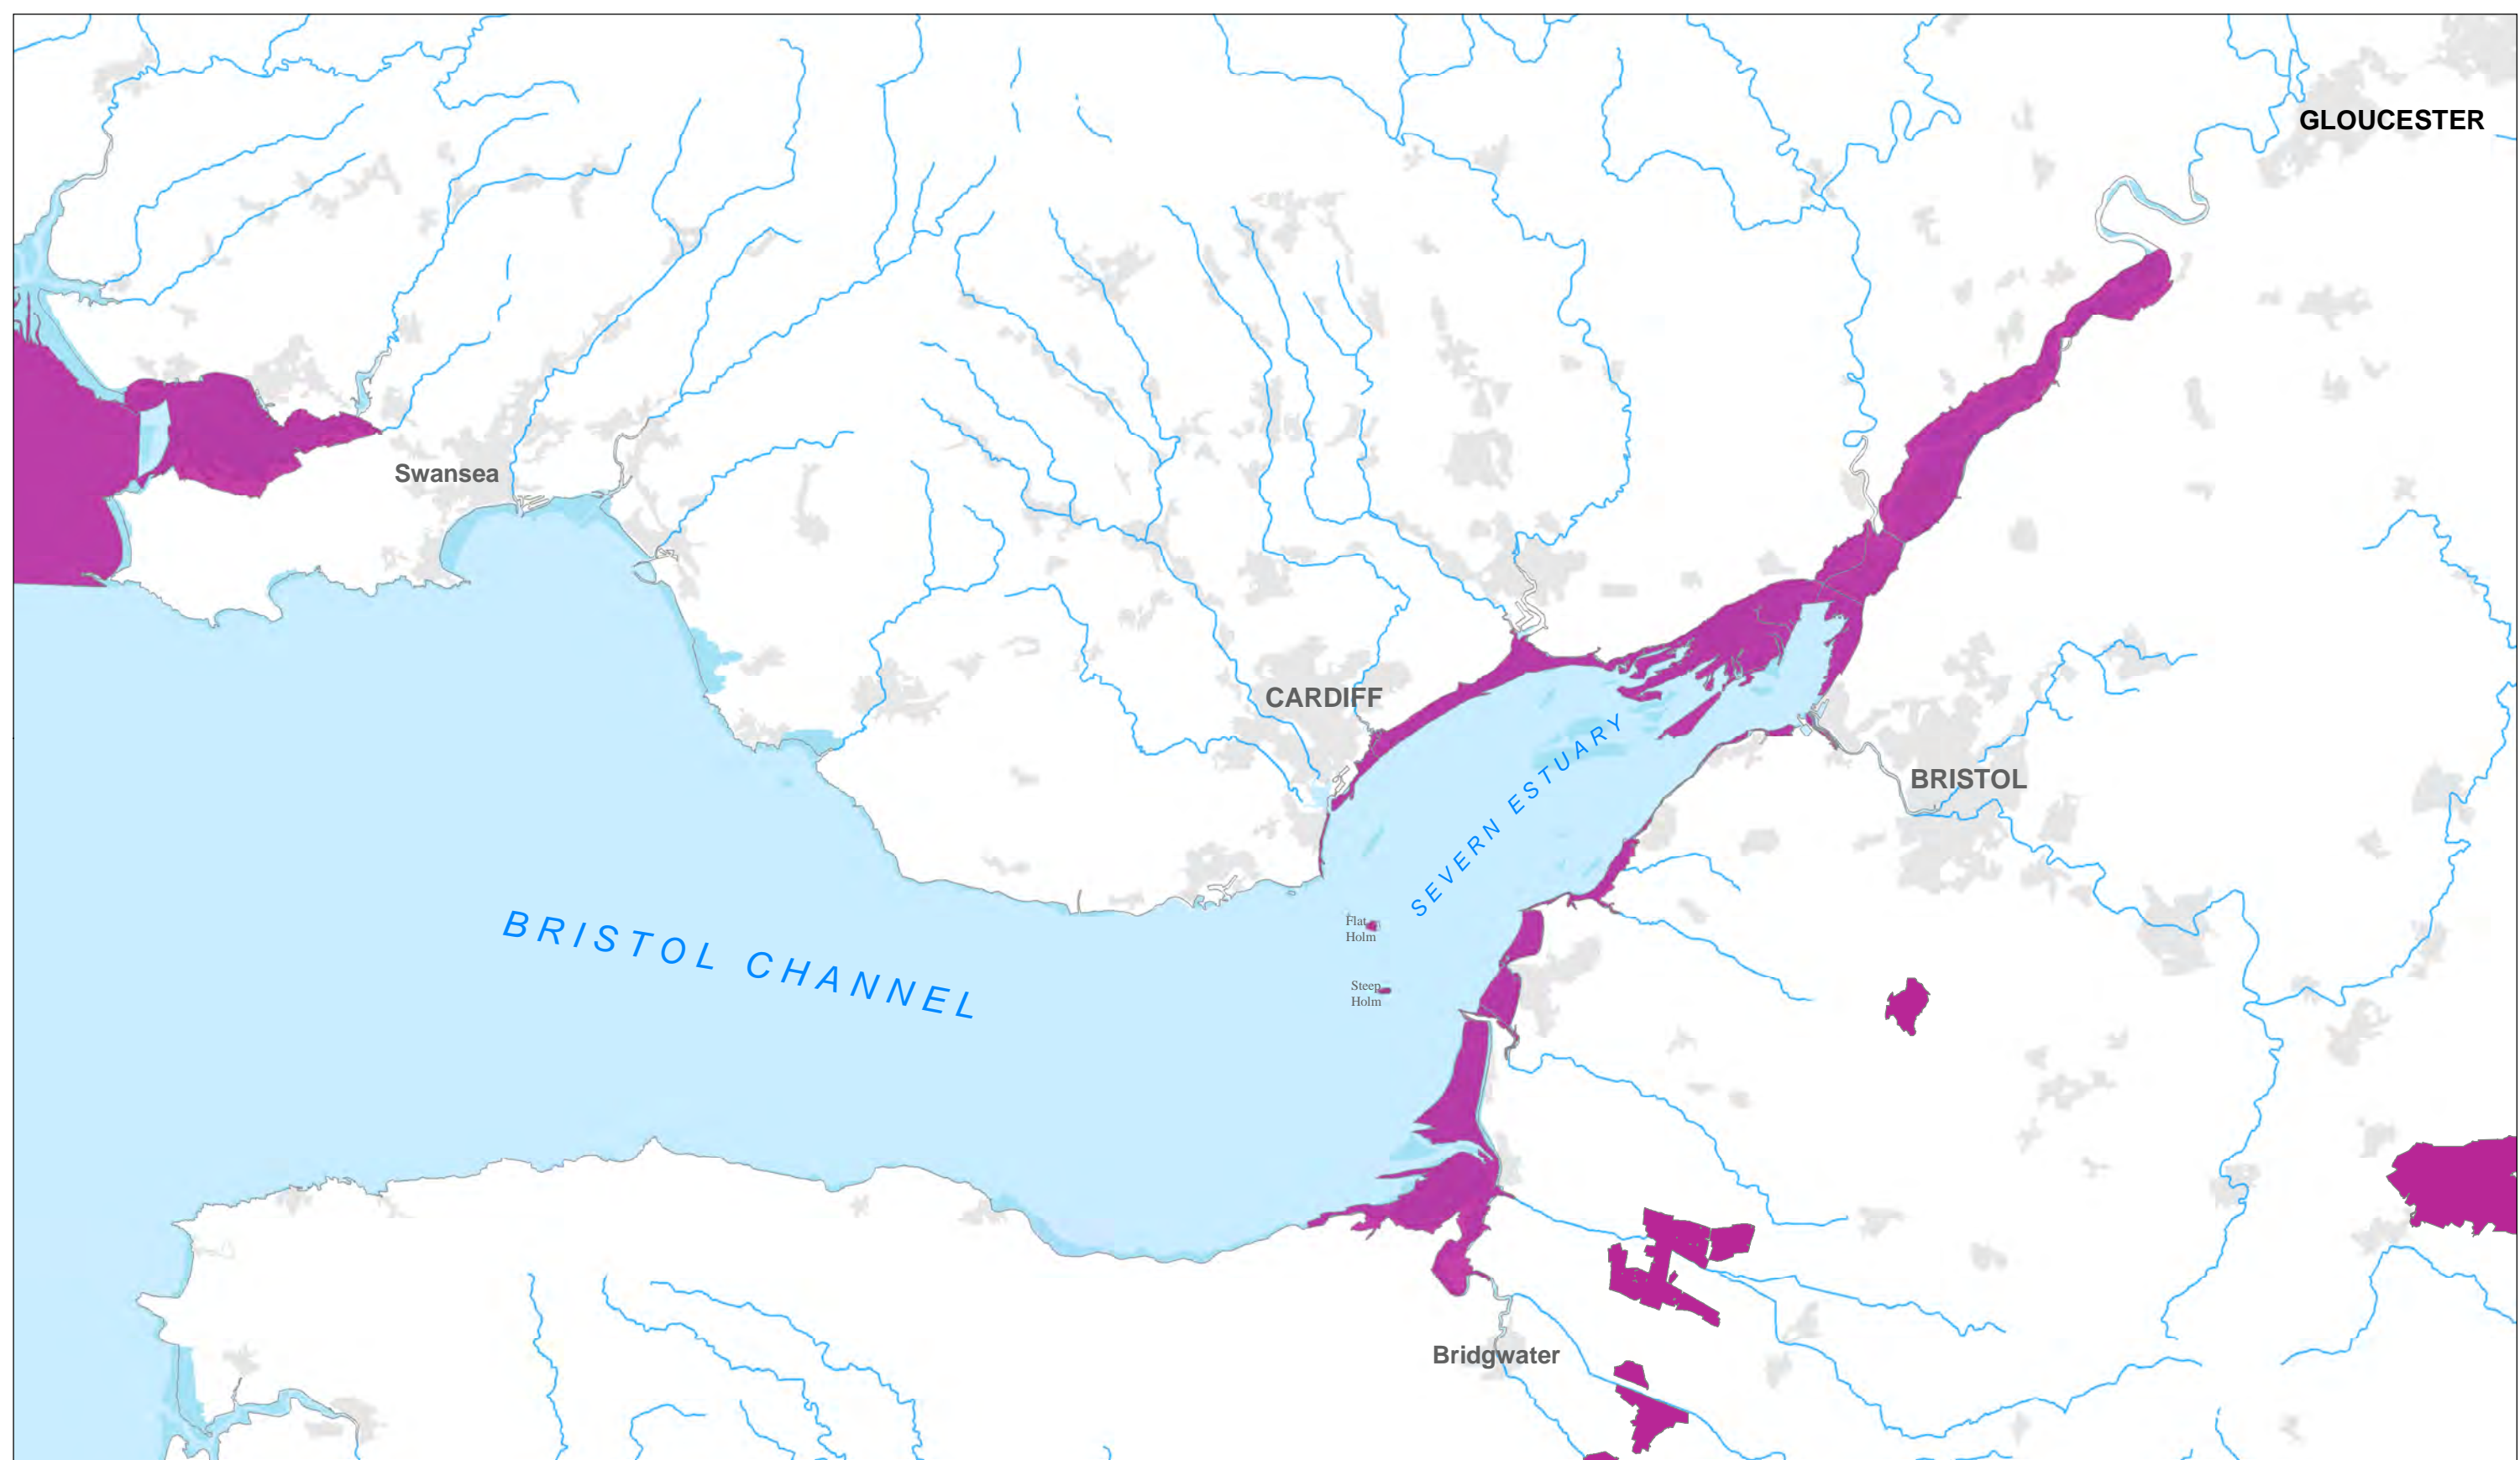 GLOUCESTER
Swansea
CARDIFF
SEVERN ESTUARY
BRISTOL
Flat
Holm
BRISTOL CHANNEL
Steep
Holm
Bridgwater